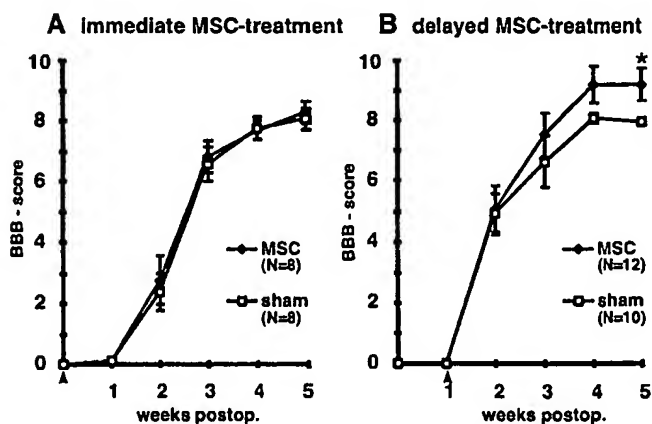 A immediate MSC-treatment
BBB - score
10
8
6
4
2
0
MSC
(N=8)
sham
(N=8)
1 2 3 4 5
weeks postop.
B delayed MSC-treatment
BBB - score
10
8
6
4
2
0
*
MSC
(N=12)
sham
(N=10)
1 2 3 4 5
weeks postop.